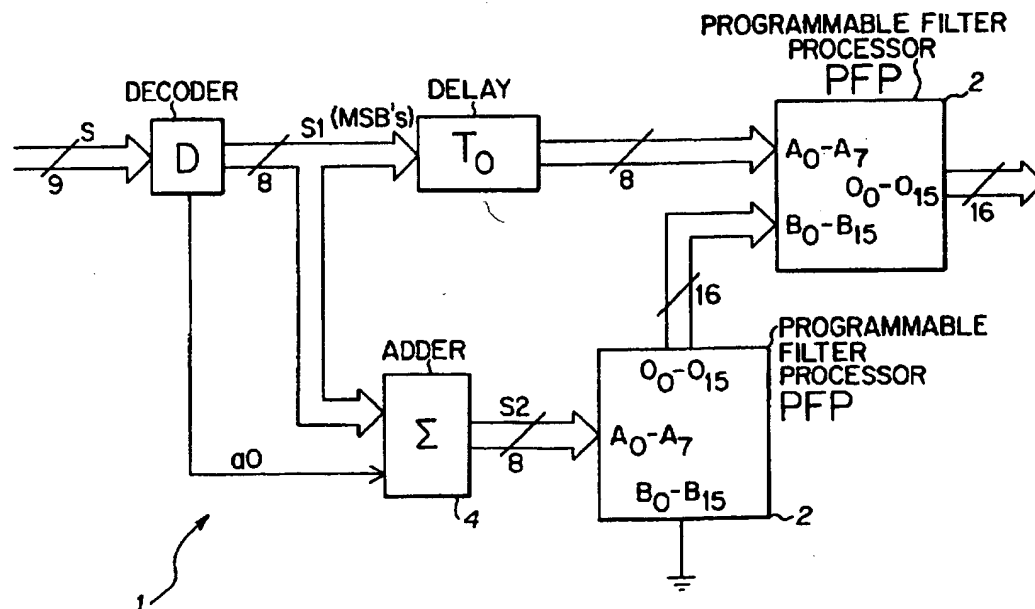 PROGRAMMABLE FILTER
PROCESSOR
PFP
2
DECODER
DELAY
S
9
D
S1 (MSB's)
8
T0
8
A0-A7
O0-O15
B0-B15
16
16
ADDER
a0
Σ
4
S2
8
PROGRAMMABLE
FILTER
PROCESSOR
PFP
O0-O15
A0-A7
B0-B15
2
1